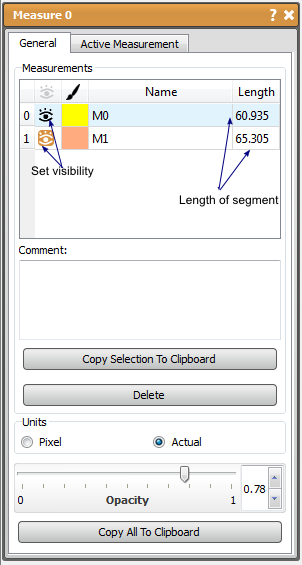 Measure 0 ? ×
General Active Measurement
Measurements
Name Length
0 M0 60.935
1 M1 65.305
Set visibility
Length of segment
Comment:
Copy Selection To Clipboard
Delete
Units
Pixel Actual
0 Opacity 1 0.78
Copy All To Clipboard